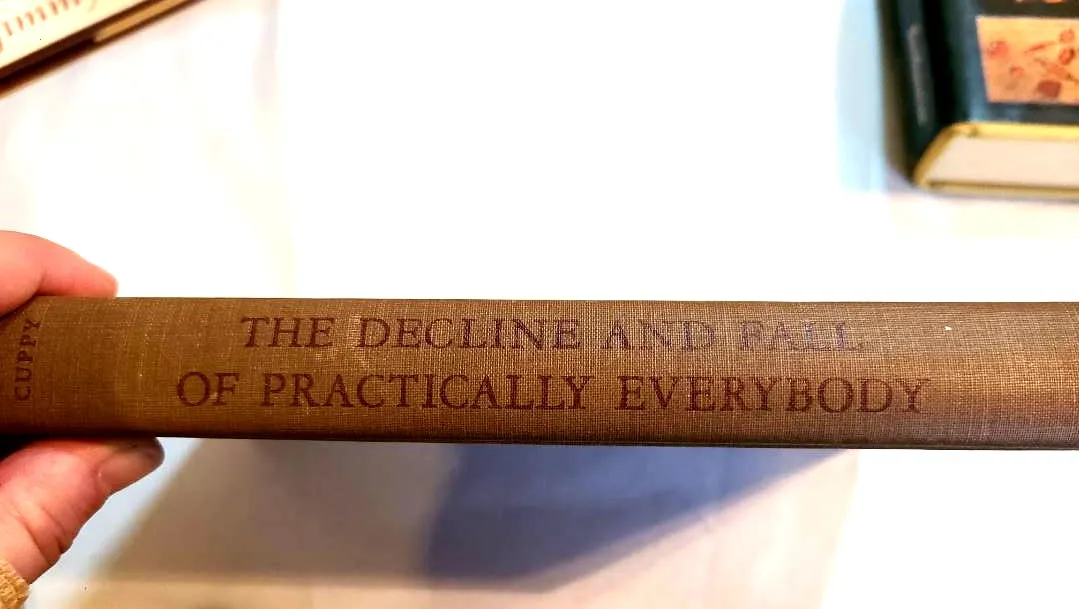 CUPPY
THE DECLINE AND FALL
OF PRACTICALLY EVERYBODY